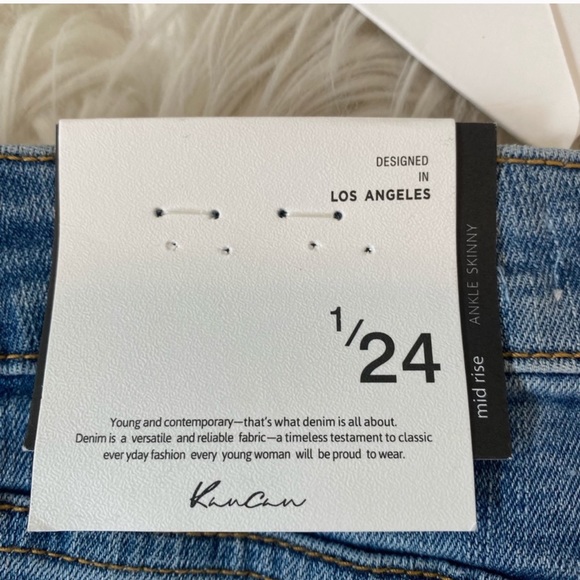 DESIGNED
IN
LOS ANGELES
1/24
Young and contemporary—that's what denim is all about.
Denim is a versatile and reliable fabric—a timeless testament to classic
everyday fashion every young woman will be proud to wear.
KanCan
mid rise ANKLE SKINNY